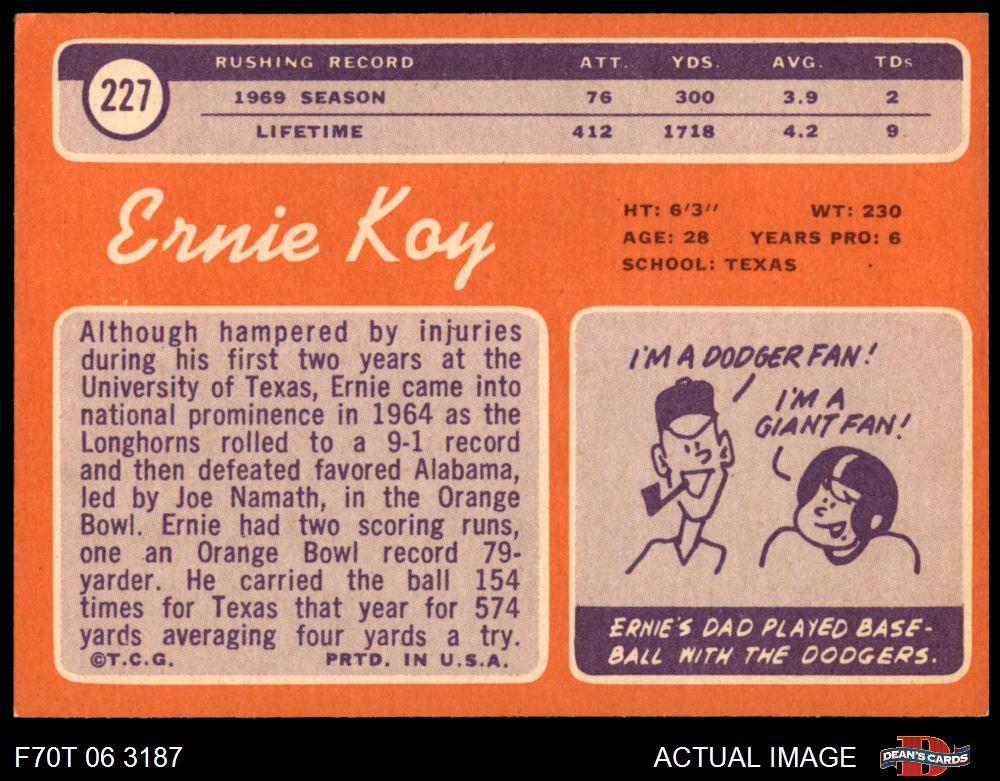 227
RUSHING RECORD ATT. YDS. AVG. TDs
1969 SEASON 76 300 3.9 2
LIFETIME 412 1718 4.2 9
Ernie Koy
HT: 6'3" WT: 230
AGE: 28 YEARS PRO: 6
SCHOOL: TEXAS
Although hampered by injuries
during his first two years at the
University of Texas, Ernie came into
national prominence in 1964 as the
Longhorns rolled to a 9-1 record
and then defeated favored Alabama,
led by Joe Namath, in the Orange
Bowl. Ernie had two scoring runs,
one an Orange Bowl record 79-
yarder. He carried the ball 154
times for Texas that year for 574
yards averaging four yards a try.
©T.C.G. PRTD. IN U.S.A.
I'M A DODGER FAN!
I'M A
GIANT FAN!
ERNIE'S DAD PLAYED BASE-
BALL WITH THE DODGERS.
F70T 06 3187 ACTUAL IMAGE D DEAN'S CARDS